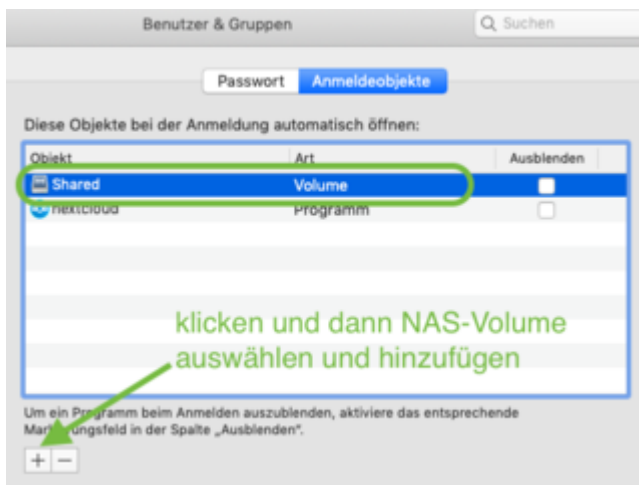 Benutzer & Gruppen
Suchen
Passwort Anmeldeobjekte
Diese Objekte bei der Anmeldung automatisch öffnen:
Objekt Art Ausblenden
Shared Volume
nextcloud Programm
klicken und dann NAS-Volume
auswählen und hinzufügen
Um ein Programm beim Anmelden auszublenden, aktiviere das entsprechende
Markierungsfeld in der Spalte „Ausblenden“.
+ −